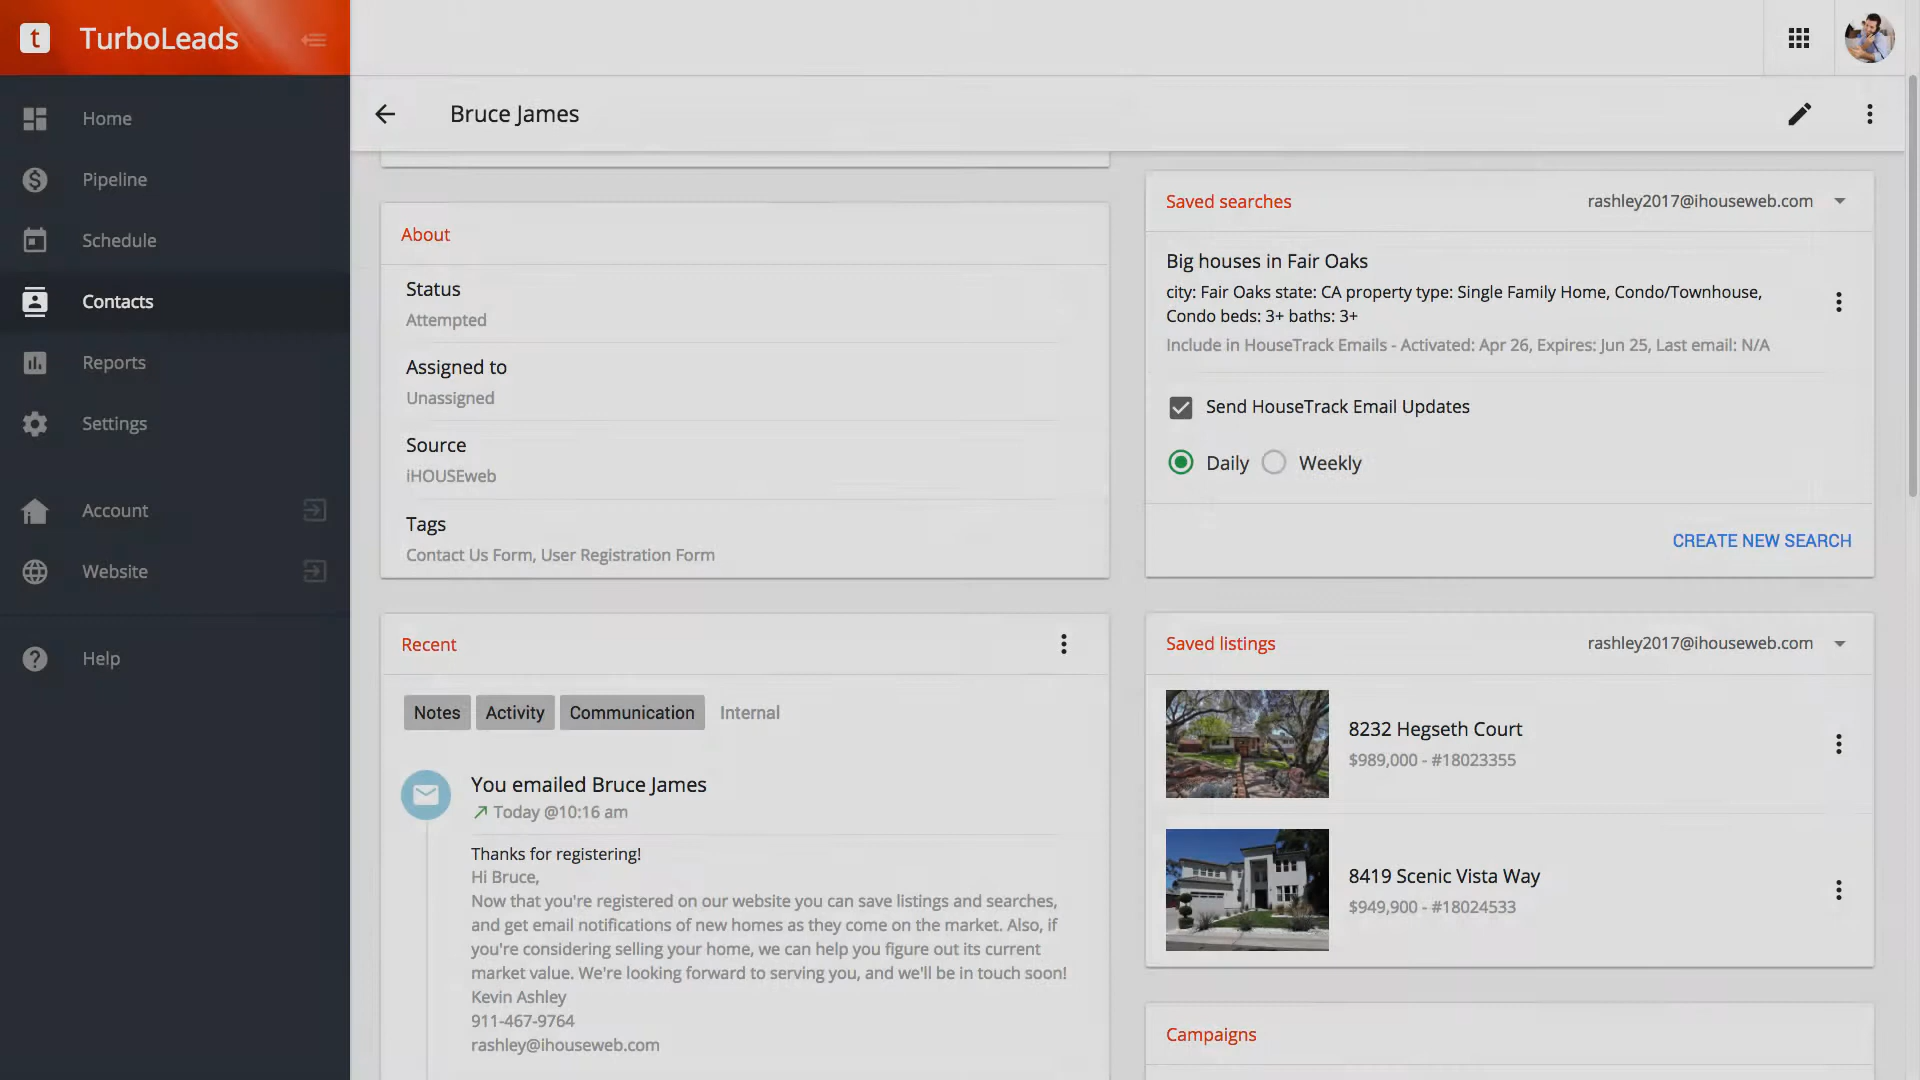 t TurboLeads
Home
Pipeline
Schedule
Contacts
Reports
Settings
Account
Website
Help
Bruce James
About
Status
Attempted
Assigned to
Unassigned
Source
iHOUSEweb
Tags
Contact Us Form, User Registration Form
Recent
Notes Activity Communication Internal
You emailed Bruce James
Today @10:16 am
Thanks for registering!
Hi Bruce,
Now that you're registered on our website you can save listings and searches,
and get email notifications of new homes as they come on the market. Also, if
you're considering selling your home, we can help you figure out its current
market value. We're looking forward to serving you, and we'll be in touch soon!
Kevin Ashley
911-467-9764
rashley@ihouseweb.com
Saved searches rashley2017@ihouseweb.com
Big houses in Fair Oaks
city: Fair Oaks state: CA property type: Single Family Home, Condo/Townhouse,
Condo beds: 3+ baths: 3+
Include in HouseTrack Emails - Activated: Apr 26, Expires: Jun 25, Last email: N/A
Send HouseTrack Email Updates
Daily Weekly
CREATE NEW SEARCH
Saved listings rashley2017@ihouseweb.com
8232 Hegseth Court
$989,000 - #18023355
8419 Scenic Vista Way
$949,900 - #18024533
Campaigns